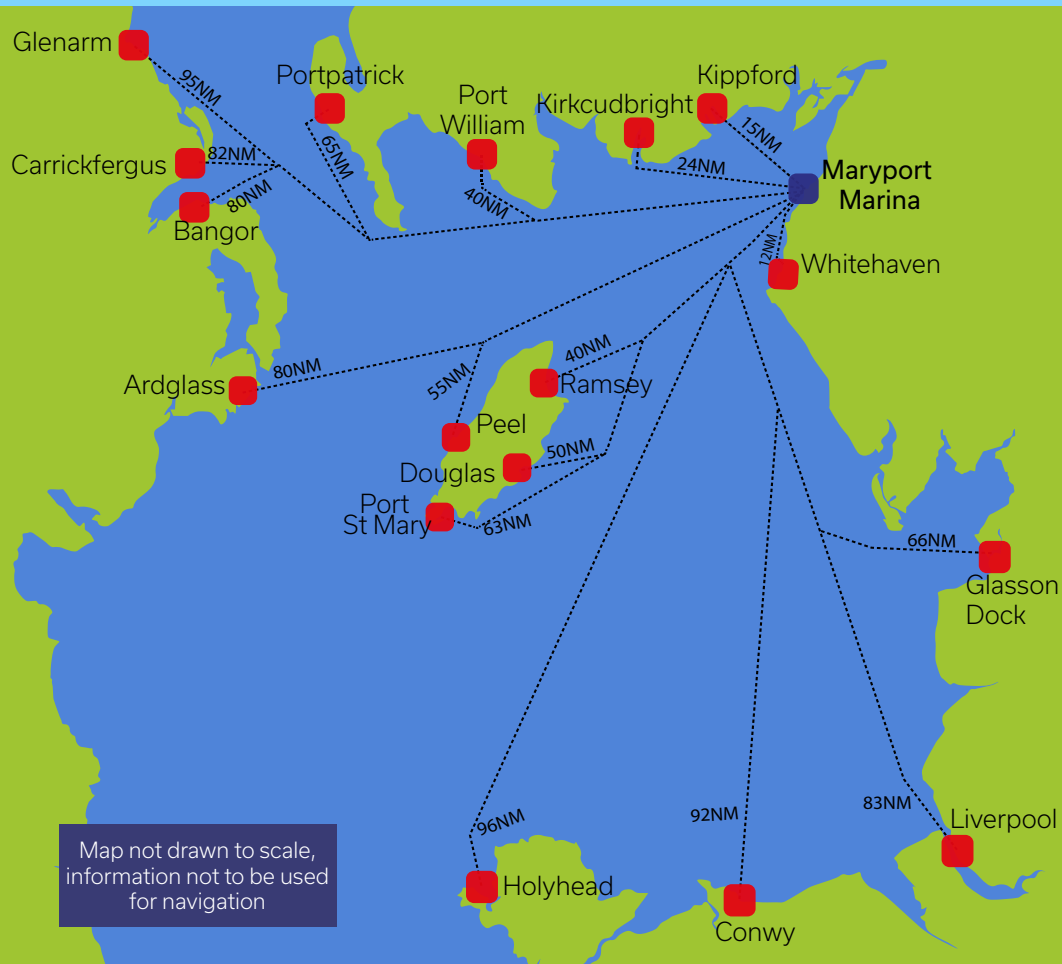 Glenarm
95NM
Portpatrick
65NM
Port
William
40NM
Kirkcudbright
24NM
Kippford
15NM
Maryport
Marina
Carrickfergus
82NM
80NM
Bangor
12NM
Whitehaven
Ardglass
80NM
55NM
40NM
Ramsey
Peel
Douglas
50NM
Port
St Mary
63NM
66NM
Glasson
Dock
96NM
Holyhead
92NM
Conwy
83NM
Liverpool
Map not drawn to scale,
information not to be used
for navigation